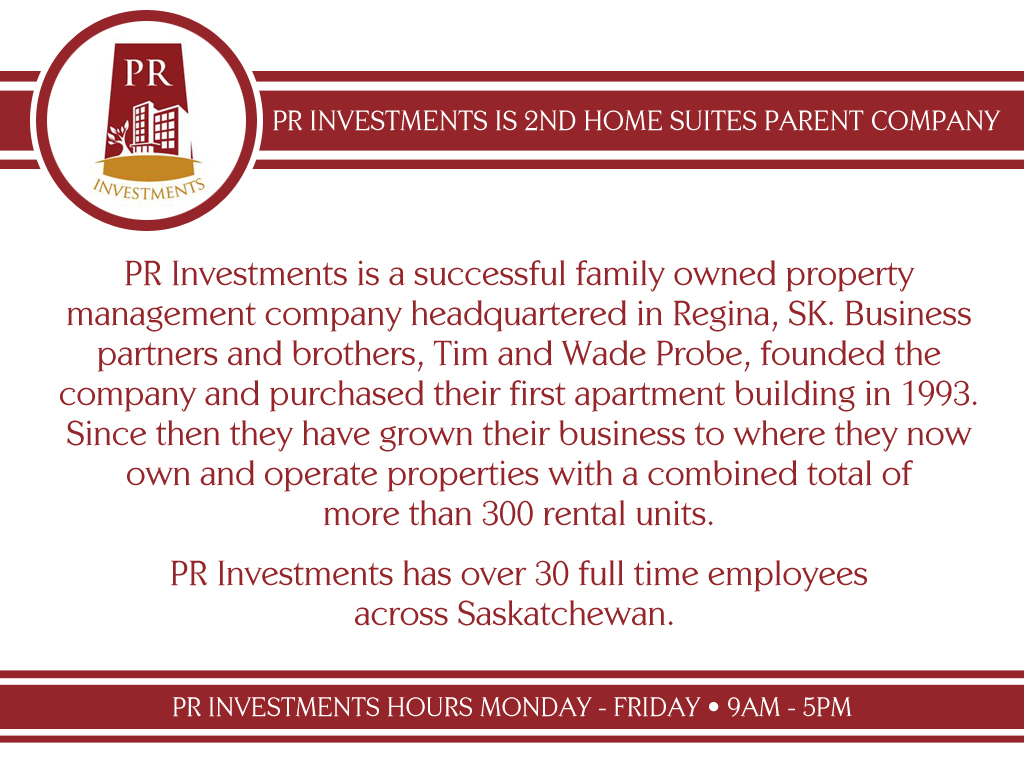 PR
INVESTMENTS
PR INVESTMENTS IS 2ND HOME SUITES PARENT COMPANY
PR Investments is a successful family owned property
management company headquartered in Regina, SK. Business
partners and brothers, Tim and Wade Probe, founded the
company and purchased their first apartment building in 1993.
Since then they have grown their business to where they now
own and operate properties with a combined total of
more than 300 rental units.
PR Investments has over 30 full time employees
across Saskatchewan.
PR INVESTMENTS HOURS MONDAY - FRIDAY • 9AM - 5PM